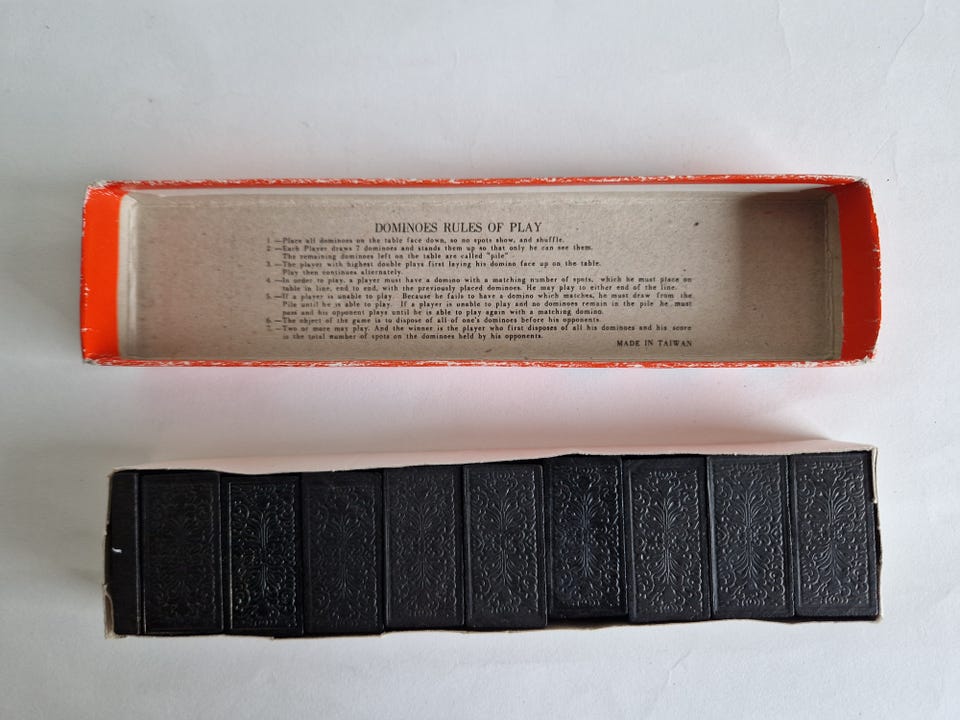 DOMINOES RULES OF PLAY
1.—Place all dominoes on the table face down, so no spots show, and shuffle.
2.—Each Player draws 7 dominoes and stands them up so that only he can see them.
The remaining dominoes left on the table are called "pile"
3.—The player with highest double plays first laying his domino face up on the table.
Play then continues alternately.
4.—In order to play, a player must have a domino with a matching number of spots, which he must place on
table in line, end to end, with the previously placed dominoes. He may play to either end of the line.
5.—If a player is unable to play. Because he fails to have a domino which matches, he must draw from the
Pile until he is able to play. If a player is unable to play and no dominoes remain in the pile he must
pass and his opponent plays until he is able to play again with a matching domino.
6.—The object of the game is to dispose of all of one's dominoes before his opponents.
7.—Two or more may play. And the winner is the player who first disposes of all his dominoes and his score
is the total number of spots on the dominoes held by his opponents.
MADE IN TAIWAN